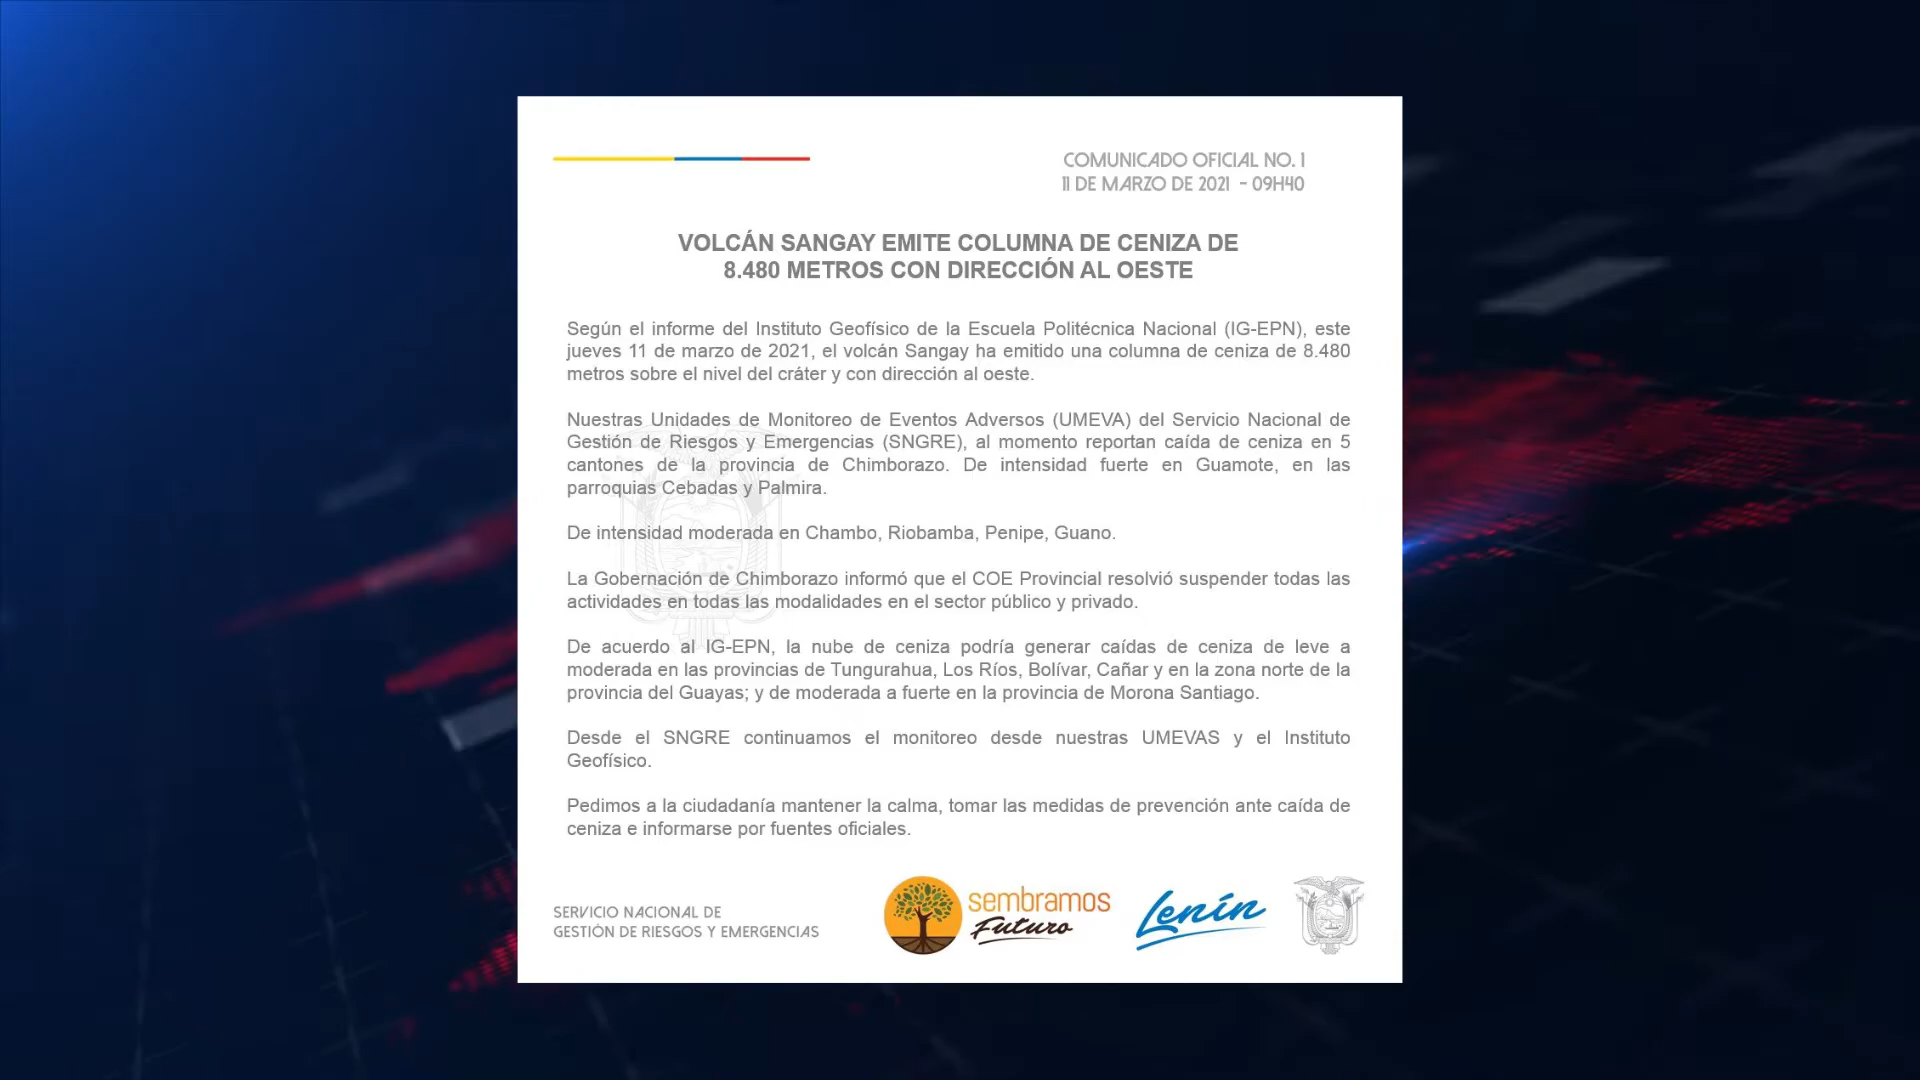 COMUNICADO OFICIAL NO. 1
11 DE MARZO DE 2021 - 09H40
VOLCÁN SANGAY EMITE COLUMNA DE CENIZA DE
8.480 METROS CON DIRECCIÓN AL OESTE
Según el informe del Instituto Geofísico de la Escuela Politécnica Nacional (IG-EPN), este
jueves 11 de marzo de 2021, el volcán Sangay ha emitido una columna de ceniza de 8.480
metros sobre el nivel del cráter y con dirección al oeste.
Nuestras Unidades de Monitoreo de Eventos Adversos (UMEVA) del Servicio Nacional de
Gestión de Riesgos y Emergencias (SNGRE), al momento reportan caída de ceniza en 5
cantones de la provincia de Chimborazo. De intensidad fuerte en Guamote, en las
parroquias Cebadas y Palmira.
De intensidad moderada en Chambo, Riobamba, Penipe, Guano.
La Gobernación de Chimborazo informó que el COE Provincial resolvió suspender todas las
actividades en todas las modalidades en el sector público y privado.
De acuerdo al IG-EPN, la nube de ceniza podría generar caídas de ceniza de leve a
moderada en las provincias de Tungurahua, Los Ríos, Bolívar, Cañar y en la zona norte de la
provincia del Guayas; y de moderada a fuerte en la provincia de Morona Santiago.
Desde el SNGRE continuamos el monitoreo desde nuestras UMEVAS y el Instituto
Geofísico.
Pedimos a la ciudadanía mantener la calma, tomar las medidas de prevención ante caída de
ceniza e informarse por fuentes oficiales.
SERVICIO NACIONAL DE
GESTIÓN DE RIESGOS Y EMERGENCIAS
sembramos
Futuro
Lenín